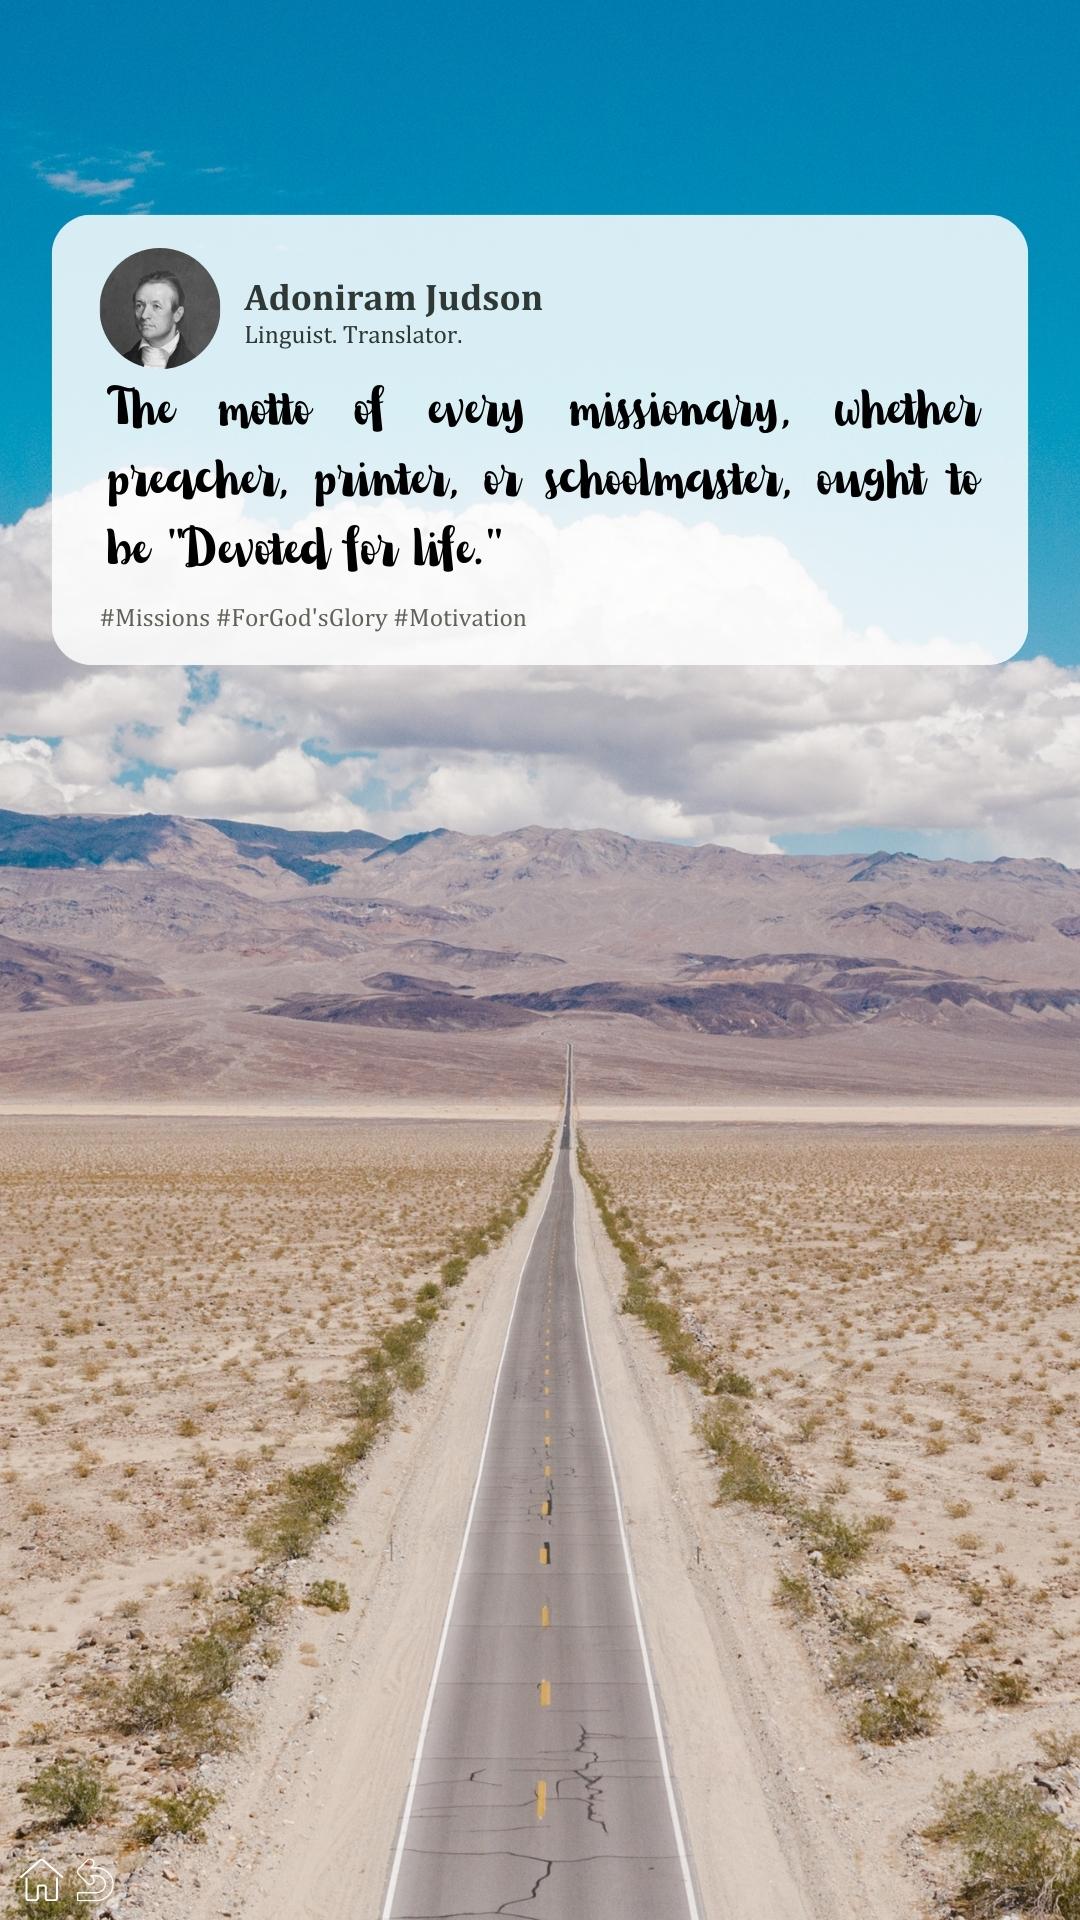 Adoniram Judson
Linguist. Translator.
The motto of every missionary, whether
preacher, printer, or schoolmaster, ought to
be "Devoted for life."
#Missions #ForGod'sGlory #Motivation